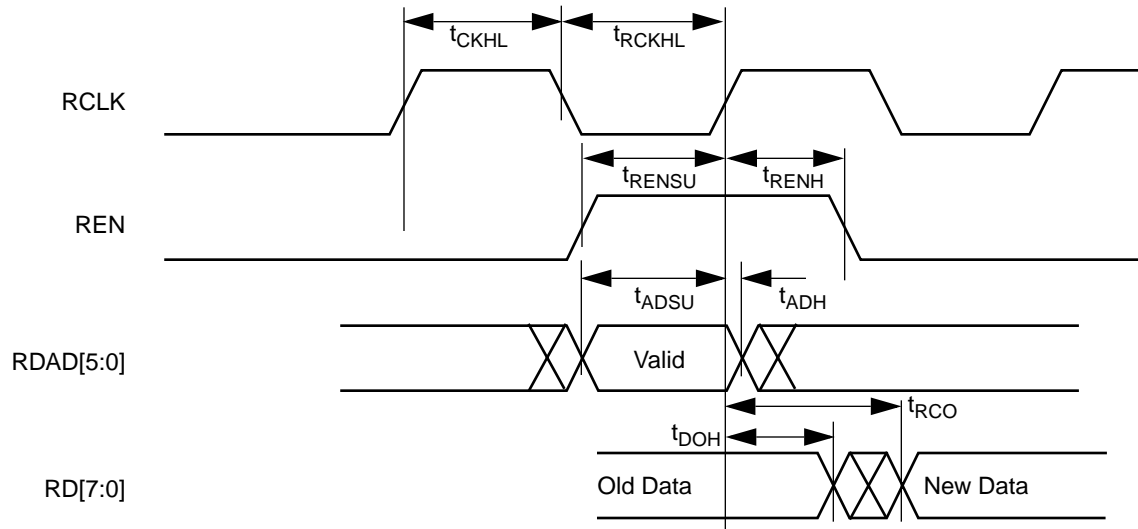 tCKHL tRCKHL
RCLK
tRENSU tRENH
REN
tADSU tADH
RDAD[5:0] Valid
tRCO
tDOH
RD[7:0] Old Data New Data